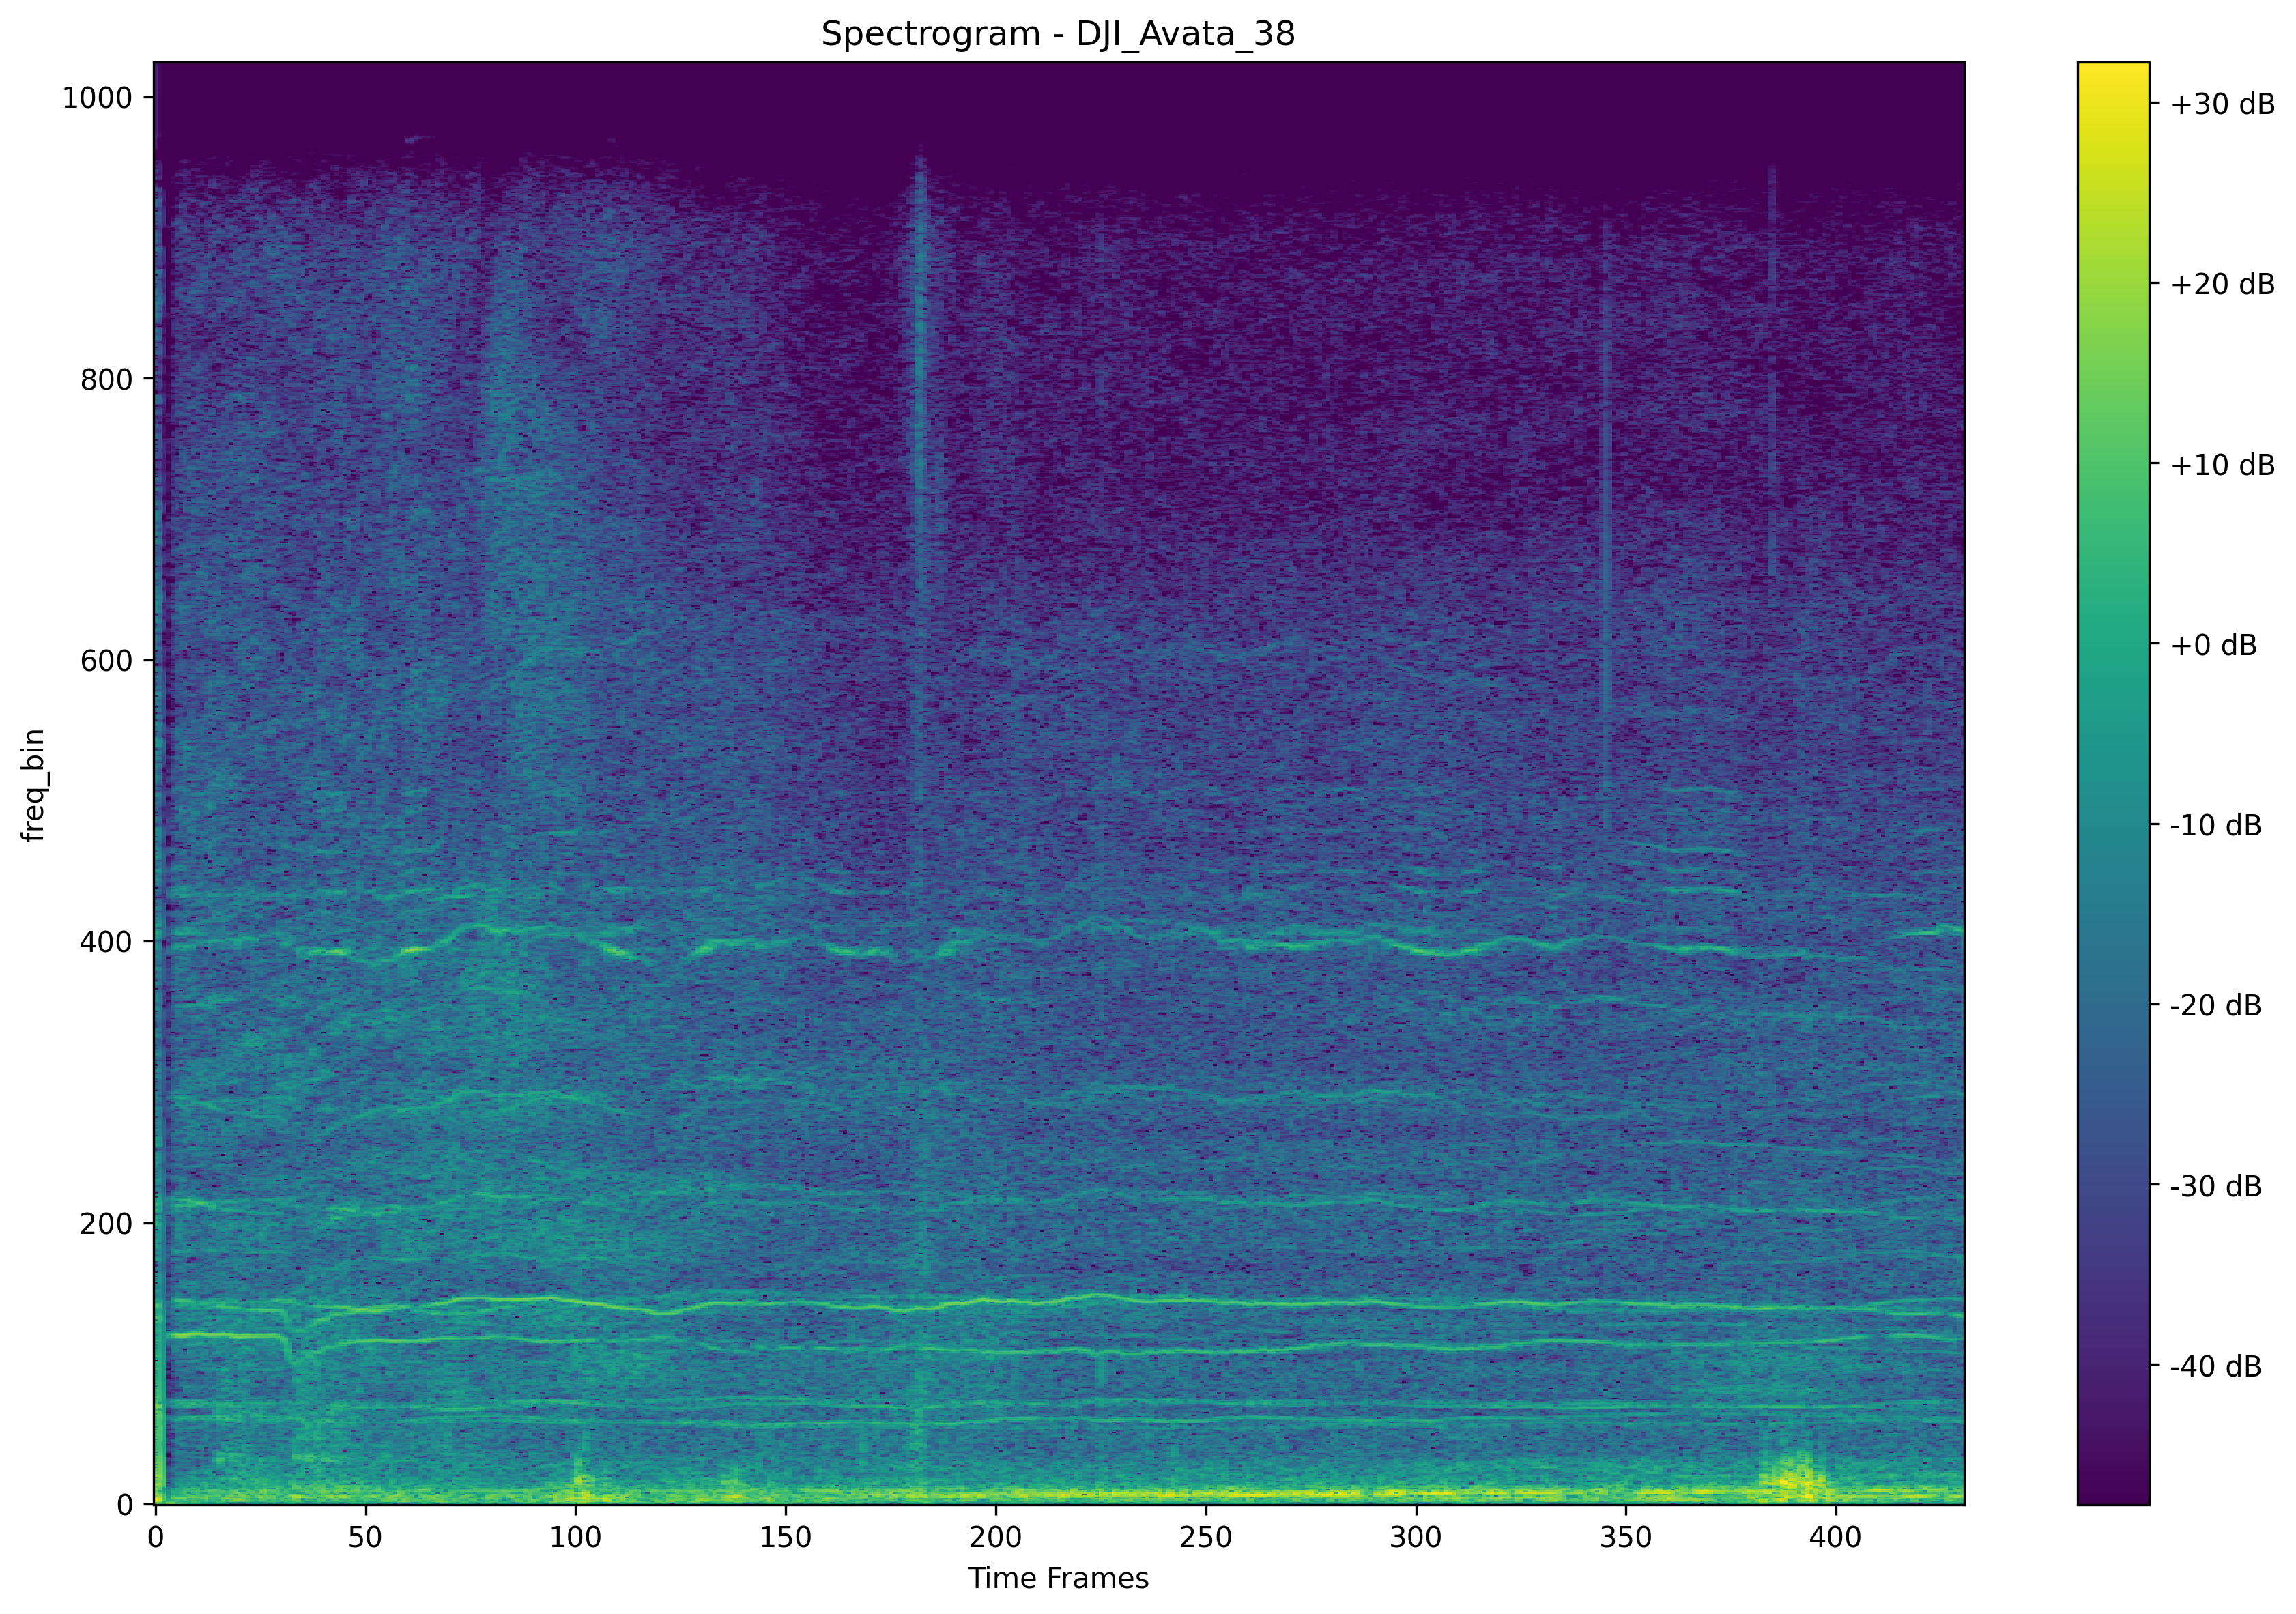 Spectrogram - DJI_Avata_38
1000
800
600
400
200
0
freq_bin
0 50 100 150 200 250 300 350 400
Time Frames
+30 dB
+20 dB
+10 dB
+0 dB
-10 dB
-20 dB
-30 dB
-40 dB